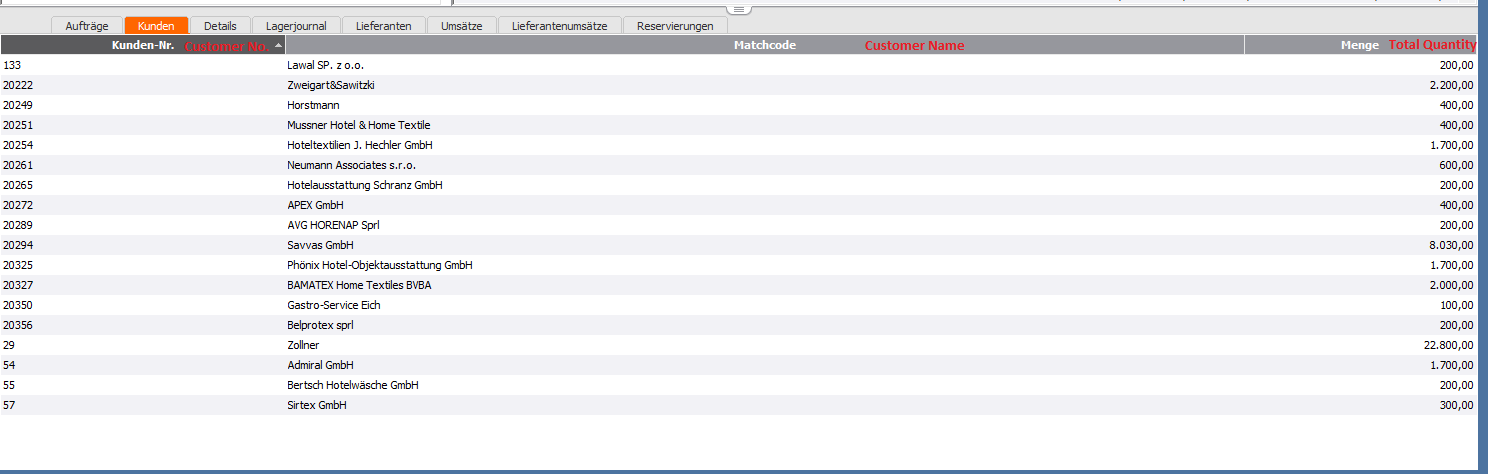 Aufträge Kunden Details Lagerjournal Lieferanten Umsätze Lieferantenumsätze Reservierungen
Kunden-Nr. Customer No. Matchcode Customer Name Menge Total Quantity
133 Lawal SP. z o.o. 200,00
20222 Zweigart&Sawitzki 2.200,00
20249 Horstmann 400,00
20251 Mussner Hotel & Home Textile 400,00
20254 Hoteltextilien J. Hechler GmbH 1.700,00
20261 Neumann Associates s.r.o. 600,00
20265 Hotelausstattung Schranz GmbH 200,00
20272 APEX GmbH 400,00
20289 AVG HORENAP Sprl 200,00
20294 Savvas GmbH 8.030,00
20325 Phönix Hotel-Objektausstattung GmbH 1.700,00
20327 BAMATEX Home Textiles BVBA 2.000,00
20350 Gastro-Service Eich 100,00
20356 Belprotex sprl 200,00
29 Zollner 22.800,00
54 Admiral GmbH 1.700,00
55 Bertsch Hotelwäsche GmbH 200,00
57 Sirtex GmbH 300,00